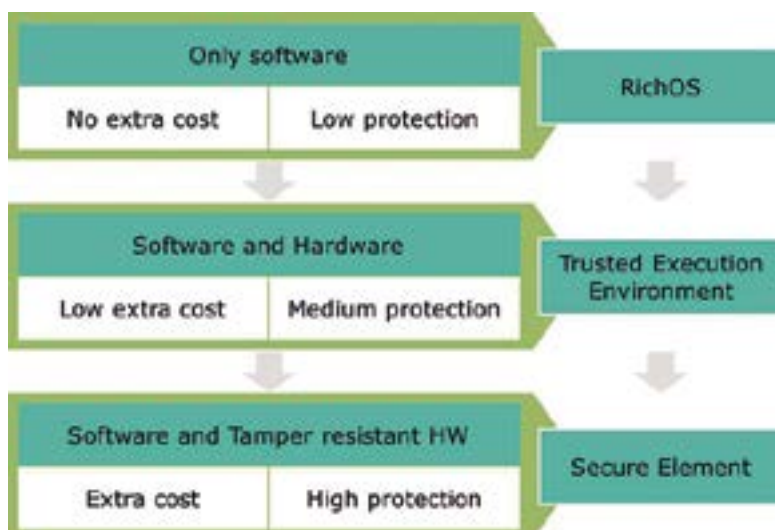 Only software
No extra cost
Low protection
RichOS
Software and Hardware
Low extra cost
Medium protection
Trusted Execution
Environment
Software and Tamper resistant HW
Extra cost
High protection
Secure Element